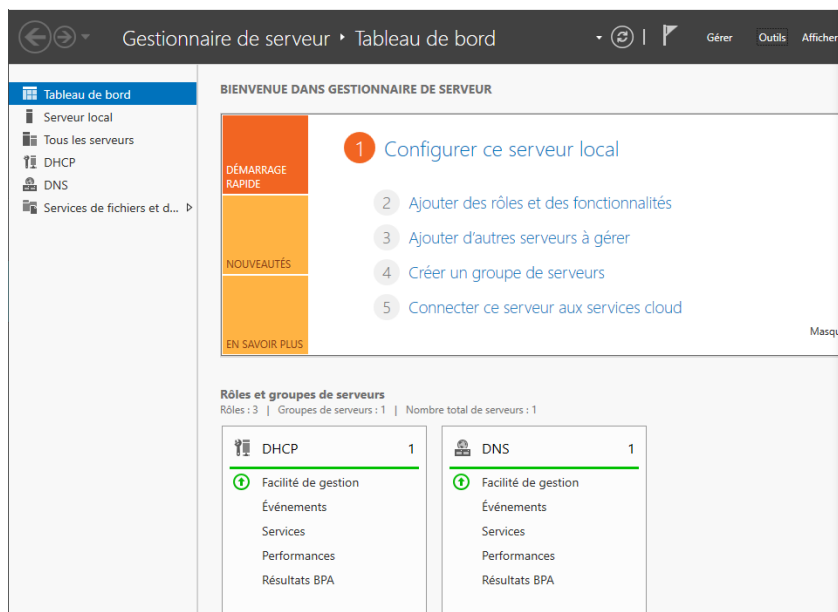 Gestionnaire de serveur ‣ Tableau de bord
Gérer Outils Afficher
Tableau de bord
Serveur local
Tous les serveurs
DHCP
DNS
Services de fichiers et d...
BIENVENUE DANS GESTIONNAIRE DE SERVEUR
DÉMARRAGE
RAPIDE
NOUVEAUTÉS
EN SAVOIR PLUS
1 Configurer ce serveur local
2 Ajouter des rôles et des fonctionnalités
3 Ajouter d’autres serveurs à gérer
4 Créer un groupe de serveurs
5 Connecter ce serveur aux services cloud
Masqu
Rôles et groupes de serveurs
Rôles : 3 | Groupes de serveurs : 1 | Nombre total de serveurs : 1
DHCP 1
Facilité de gestion
Événements
Services
Performances
Résultats BPA
DNS 1
Facilité de gestion
Événements
Services
Performances
Résultats BPA